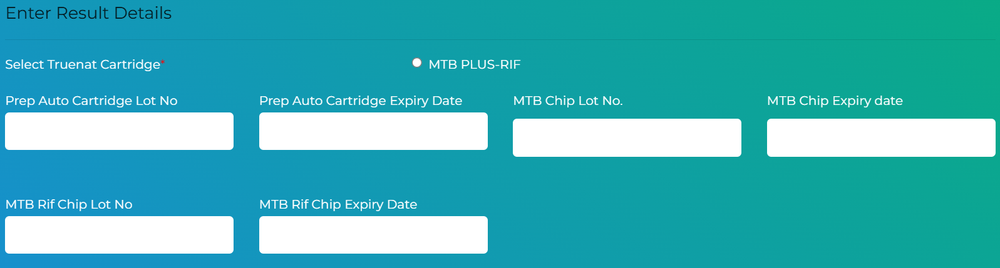 Enter Result Details
Select Truenat Cartridge* MTB PLUS-RIF
Prep Auto Cartridge Lot No Prep Auto Cartridge Expiry Date MTB Chip Lot No. MTB Chip Expiry date
MTB Rif Chip Lot No MTB Rif Chip Expiry Date